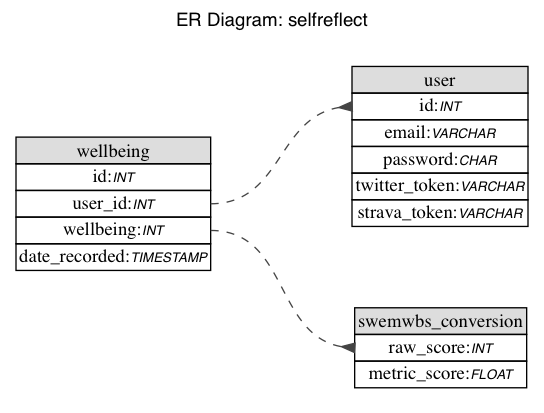 ER Diagram: selfreflect
wellbeing
id:INT
user_id:INT
wellbeing:INT
date_recorded:TIMESTAMP
user
id:INT
email:VARCHAR
password:CHAR
twitter_token:VARCHAR
strava_token:VARCHAR
swemwbs_conversion
raw_score:INT
metric_score:FLOAT